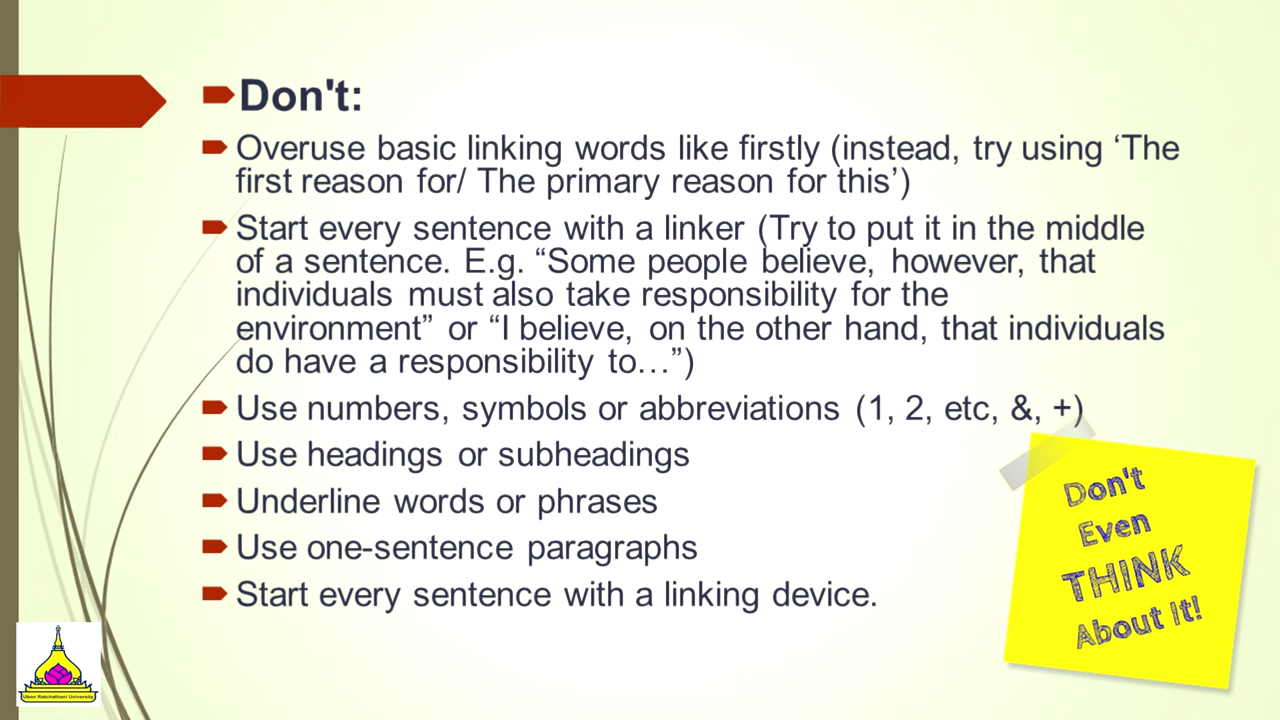 Don't:
Overuse basic linking words like firstly (instead, try using ‘The
first reason for/ The primary reason for this’)
Start every sentence with a linker (Try to put it in the middle
of a sentence. E.g. “Some people believe, however, that
individuals must also take responsibility for the
environment” or “I believe, on the other hand, that individuals
do have a responsibility to…”)
Use numbers, symbols or abbreviations (1, 2, etc, &, +)
Use headings or subheadings
Underline words or phrases
Use one-sentence paragraphs
Start every sentence with a linking device.
Don't
Even
THINK
About It!
Ubon Ratchathani University